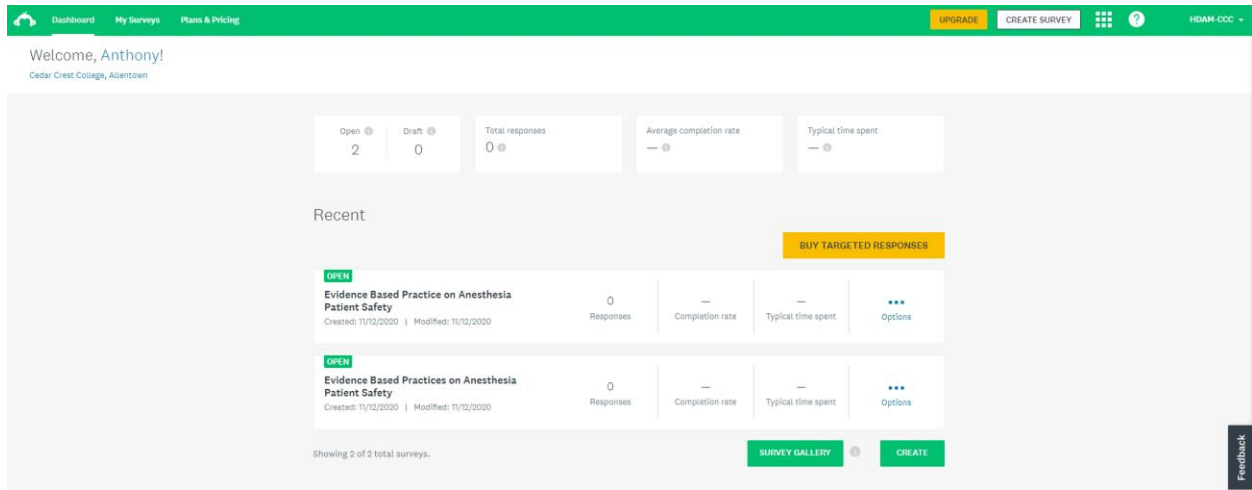 Dashboard My Surveys Plans & Pricing UPGRADE CREATE SURVEY ? HDAM-CCC
Welcome, Anthony!
Cedar Crest College, Allentown
Open Draft Total responses Average completion rate Typical time spent
2 0 0 — —
Recent
BUY TARGETED RESPONSES
OPEN
Evidence Based Practice on Anesthesia
Patient Safety
Created: 11/12/2020 | Modified: 11/12/2020
0 — — •••
Responses Completion rate Typical time spent Options
OPEN
Evidence Based Practices on Anesthesia
Patient Safety
Created: 11/12/2020 | Modified: 11/12/2020
0 — — •••
Responses Completion rate Typical time spent Options
Showing 2 of 2 total surveys.
SURVEY GALLERY CREATE
Feedback